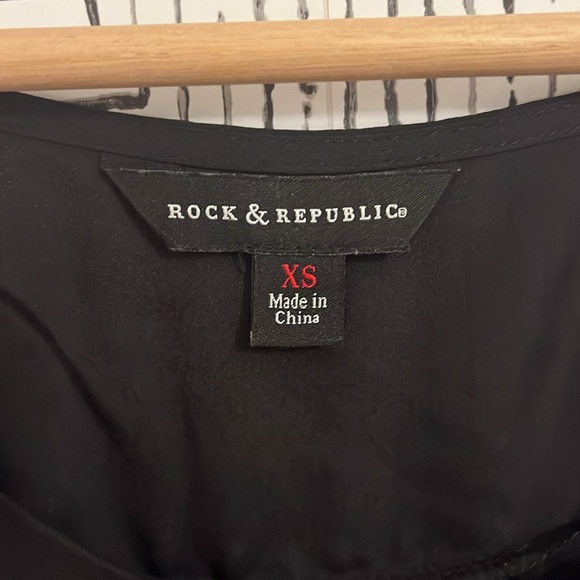 ROCK & REPUBLIC®
XS
Made in
China